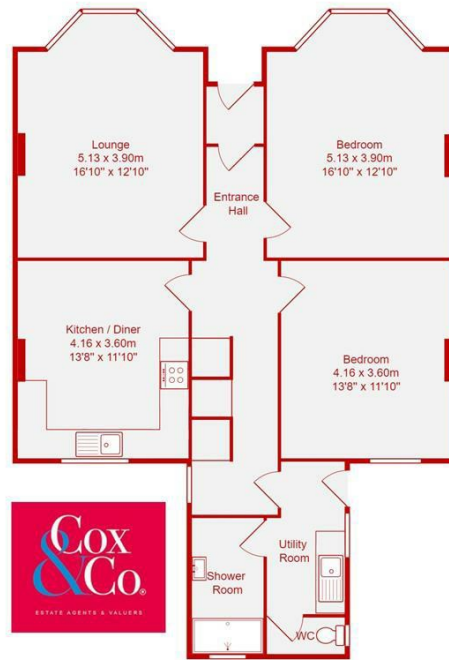 Lounge
5.13 x 3.90m
16'10" x 12'10"
Bedroom
5.13 x 3.90m
16'10" x 12'10"
Entrance
Hall
Kitchen / Diner
4.16 x 3.60m
13'8" x 11'10"
Bedroom
4.16 x 3.60m
13'8" x 11'10"
Utility
Room
Shower
Room
WC
Cox
&Co.®
ESTATE AGENTS & VALUERS